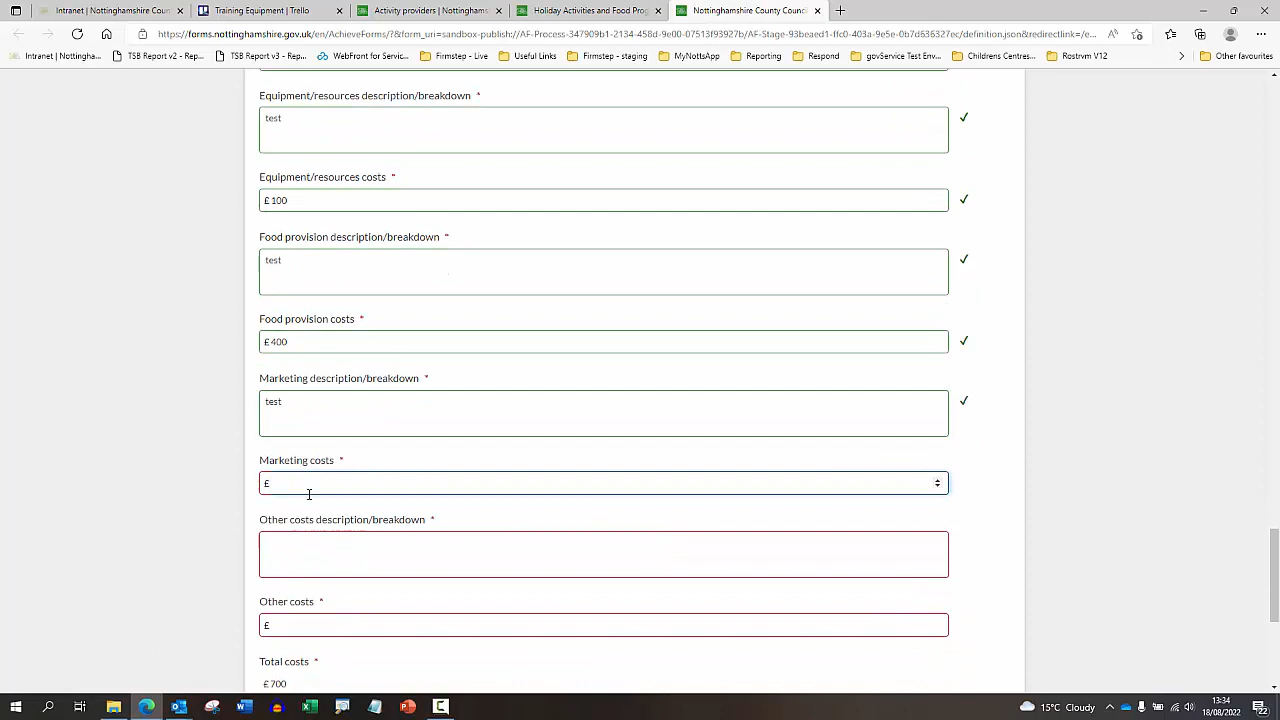 Intranet | Nottinghamshire Coun
Training Equipment | Trello
Activity providers | Nottinghams
Holiday Activities and Food Prog
Nottinghamshire County Counci
https://forms.nottinghamshire.gov.uk/en/AchieveForms/?&form_uri=sandbox-publish://AF-Process-347909b1-2134-458d-9e00-07513f93927b/AF-Stage-93beaed1-ffc0-403a-9e5e-0b7d636327ec/definition.json&redirectlink=/e...
Intranet | Nottingha...
TSB Report v2 - Rep...
TSB Report v3 - Rep...
WebFront for Servic...
Firmstep - Live
Useful Links
Firmstep - staging
MyNottsApp
Reporting
Respond
govService Test Env...
Childrens Centres...
Rostrvm V12
Other favourites
Equipment/resources description/breakdown *
test
Equipment/resources costs *
£ 100
Food provision description/breakdown *
test
Food provision costs *
£ 400
Marketing description/breakdown *
test
Marketing costs *
£
Other costs description/breakdown *
Other costs *
£
Total costs *
£ 700
15°C Cloudy
13:34
18/08/2022